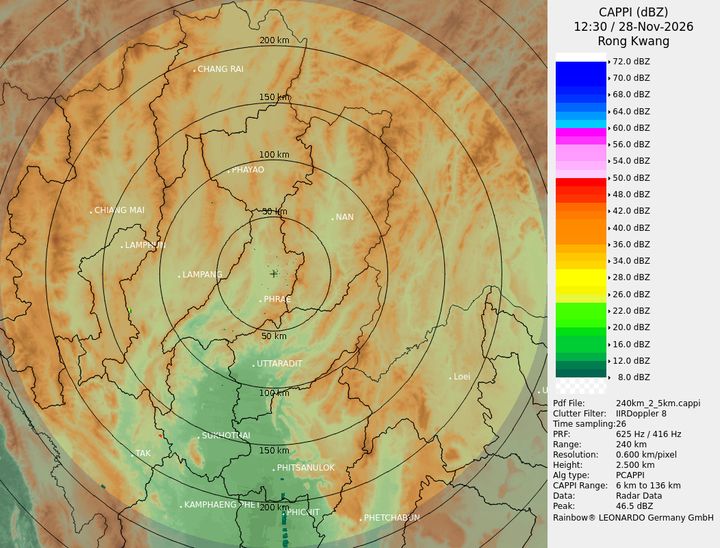 CAPPI (dBZ)
12:30 / 28-Nov-2026
Rong Kwang
72.0 dBZ
70.0 dBZ
68.0 dBZ
64.0 dBZ
60.0 dBZ
56.0 dBZ
54.0 dBZ
50.0 dBZ
48.0 dBZ
42.0 dBZ
40.0 dBZ
36.0 dBZ
34.0 dBZ
28.0 dBZ
26.0 dBZ
22.0 dBZ
20.0 dBZ
16.0 dBZ
12.0 dBZ
8.0 dBZ
Pdf File: 240km_2_5km.cappi
Clutter Filter: IIRDoppler 8
Time sampling:26
PRF: 625 Hz / 416 Hz
Range: 240 km
Resolution: 0.600 km/pixel
Height: 2.500 km
Alg type: PCAPPI
CAPPI Range: 6 km to 136 km
Data: Radar Data
Peak: 46.5 dBZ
Rainbow® LEONARDO Germany GmbH
200 km
CHANG RAI
150 km
100 km
PHAYAO
CHIANG MAI
50 km
NAN
LAMPHUN
LAMPANG
PHRAE
50 km
UTTARADIT
Loei
100 km
SUKHOTHAI
150 km
TAK
PHITSANULOK
KAMPHAENG PHET
200 km
PHICHIT
PHETCHABUN